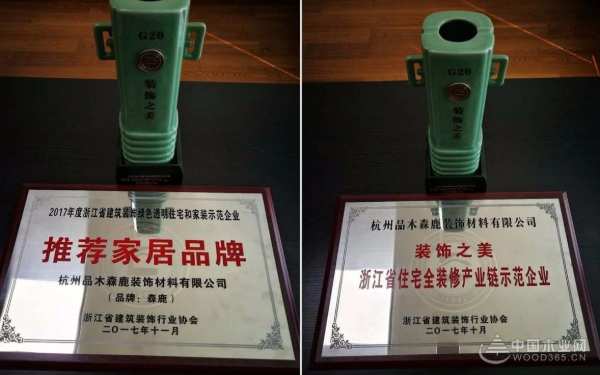 G20
装饰之美
2017年度浙江省建筑装饰绿色透明住宅和家装示范企业
推荐家居品牌
杭州品木森鹿装饰材料有限公司
(品牌：森鹿)
浙江省建筑装饰行业协会
二〇一七年十一月
G20
装饰之美
杭州品木森鹿装饰材料有限公司
装饰之美
浙江省住宅全装修产业链示范企业
浙江省建筑装饰行业协会
二〇一七年十月
中国木业网
WOOD365.CN